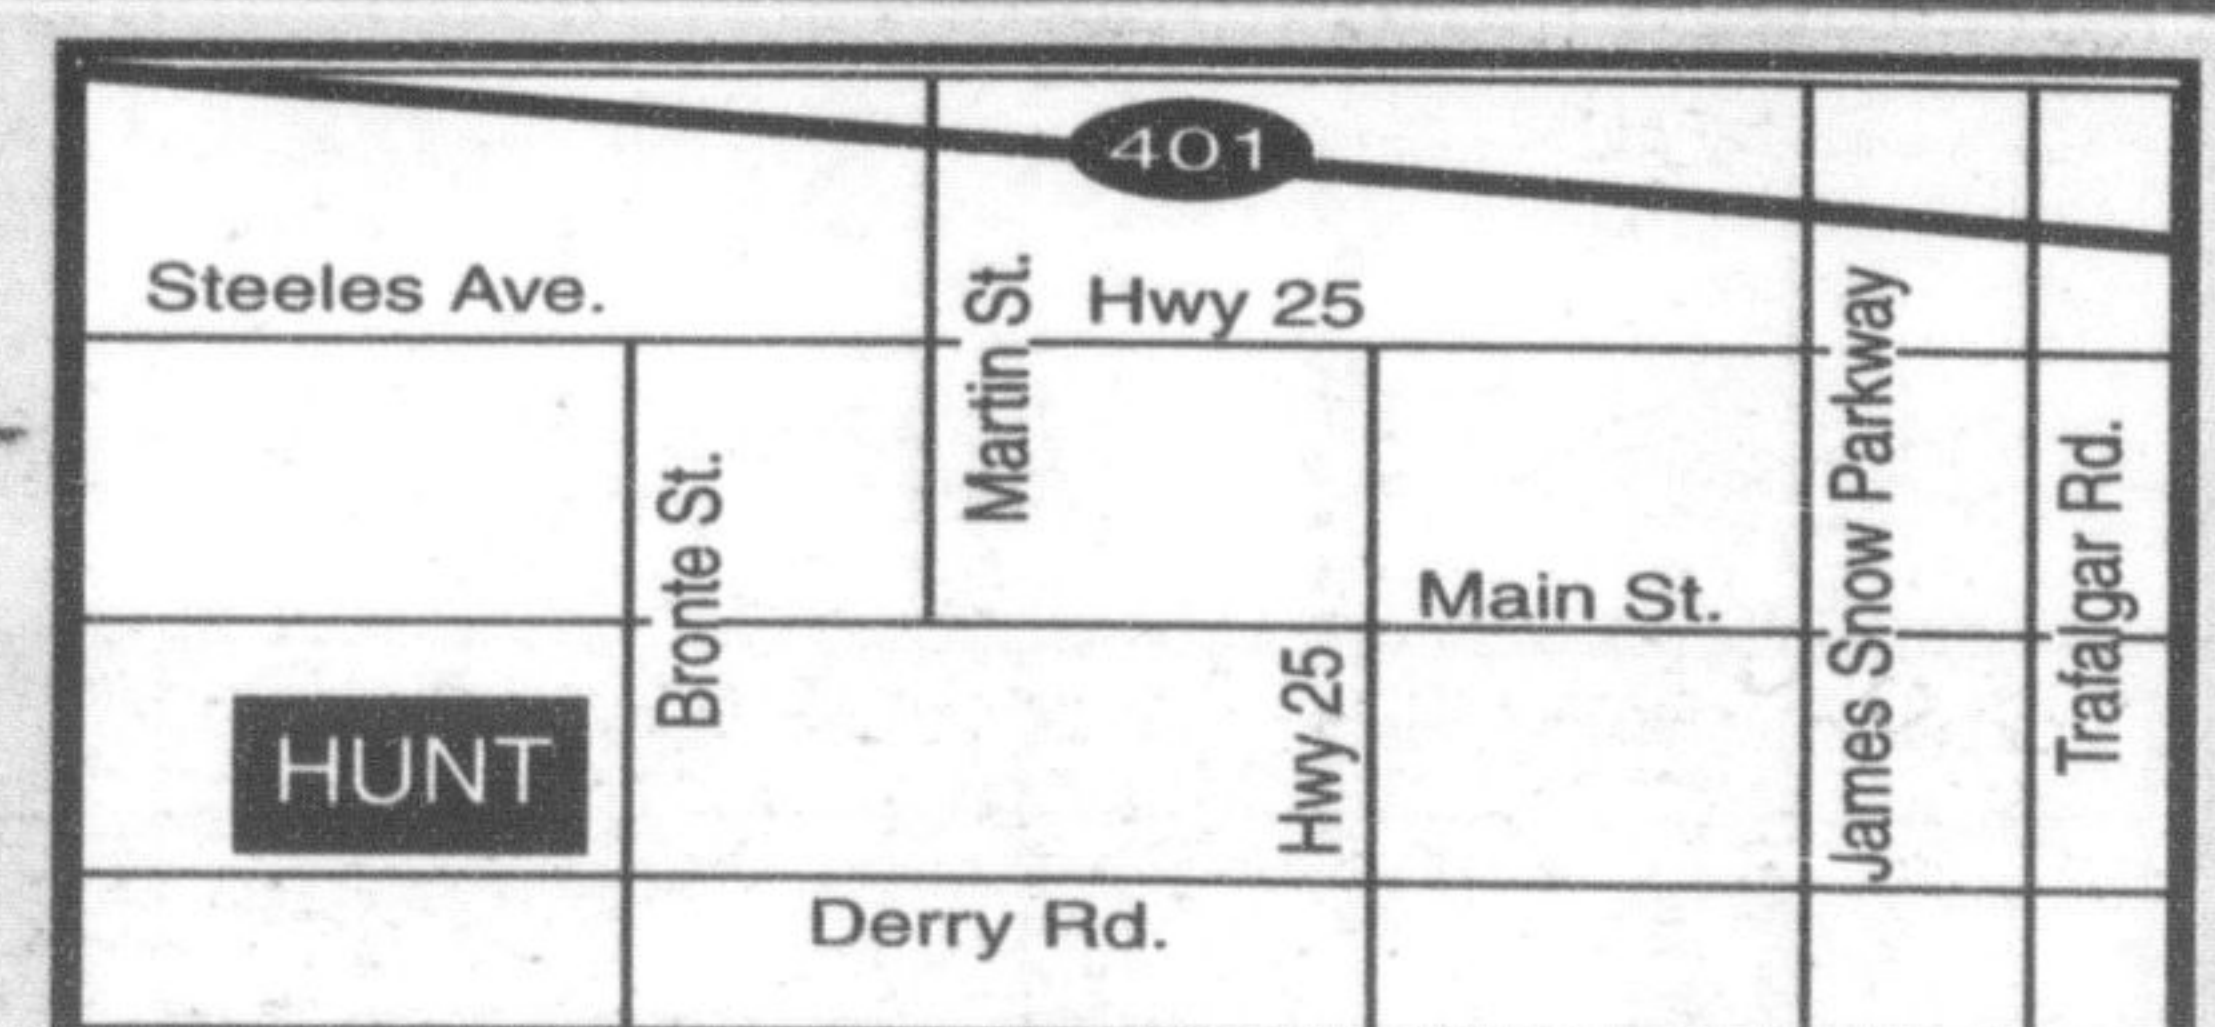 401
Steeles Ave.
Martin St.
Hwy 25
James Snow Parkway
Trafalgar Rd.
Bronte St.
Main St.
Hwy 25
HUNT
Derry Rd.